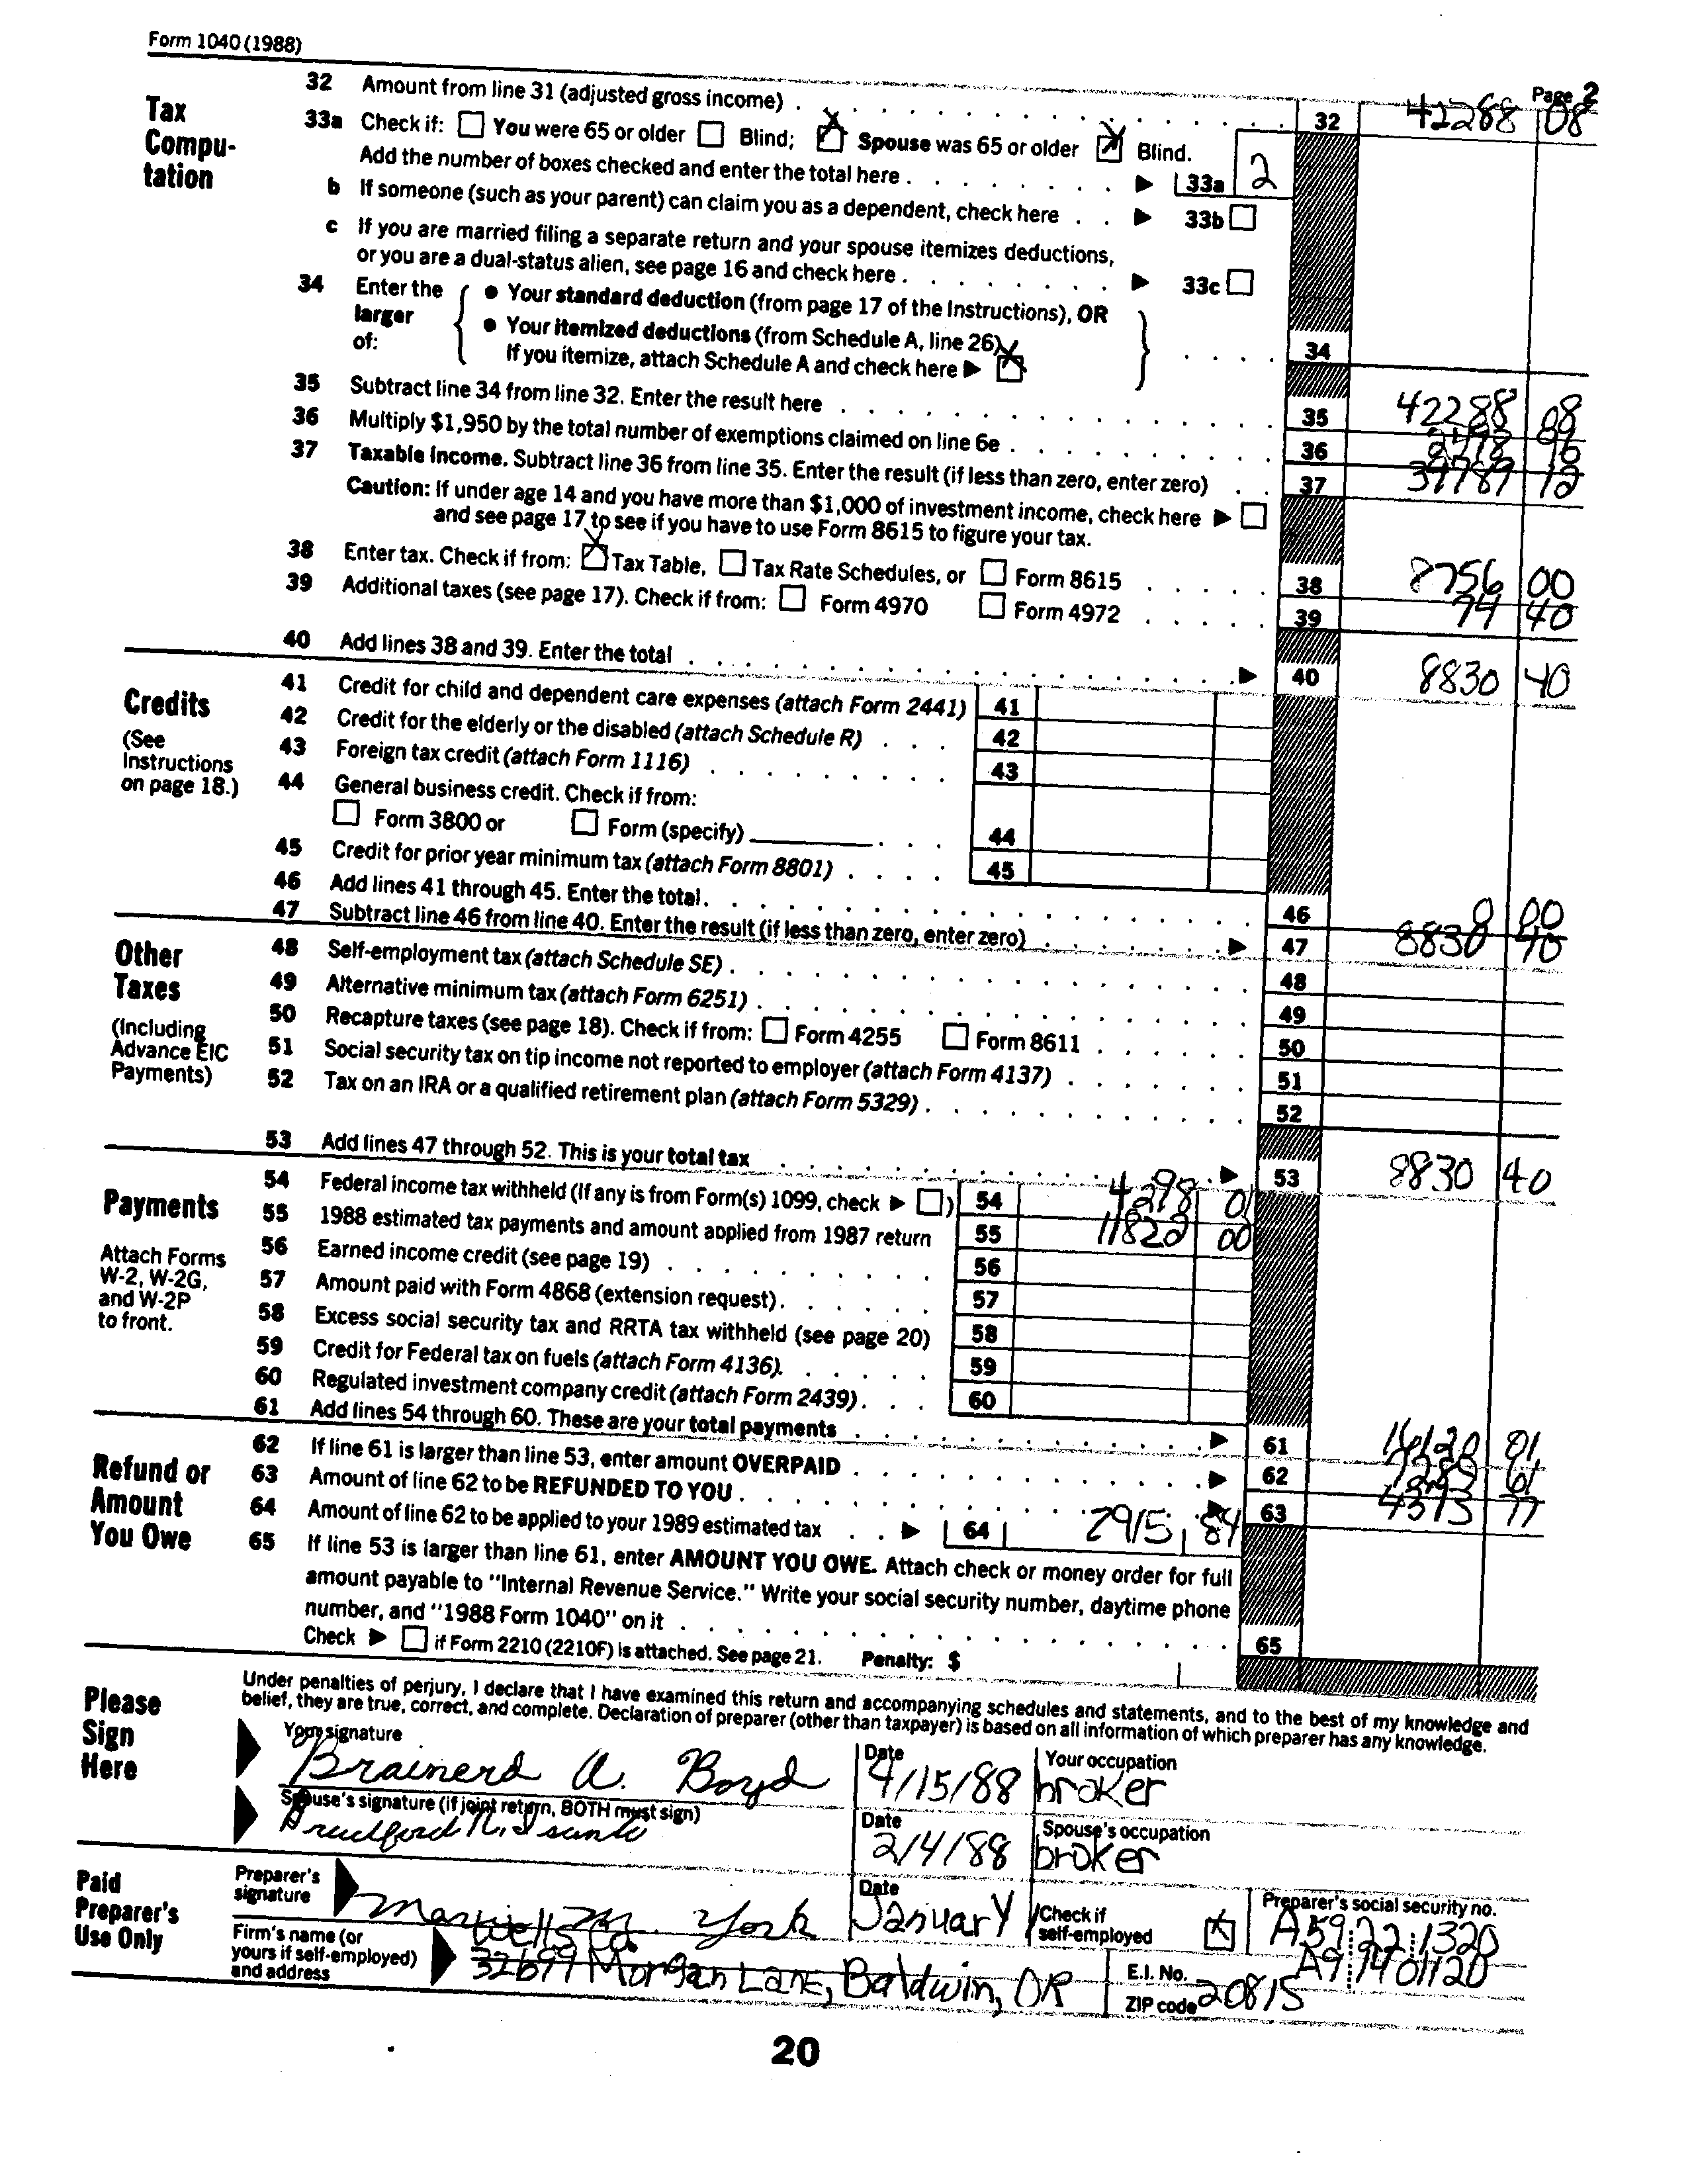 Form 1040 (1988)
Page 2
Tax Computation
32 Amount from line 31 (adjusted gross income) 32 42288 08
33a Check if: You were 65 or older Blind; X Spouse was 65 or older X Blind.
Add the number of boxes checked and enter the total here 33a 2
b If someone (such as your parent) can claim you as a dependent, check here 33b
c If you are married filing a separate return and your spouse itemizes deductions,
or you are a dual-status alien, see page 16 and check here 33c
34 Enter the larger of: { • Your standard deduction (from page 17 of the Instructions), OR
• Your itemized deductions (from Schedule A, line 26)
If you itemize, attach Schedule A and check here ▶ X } 34
35 Subtract line 34 from line 32. Enter the result here 35 42288 08
36 Multiply $1,950 by the total number of exemptions claimed on line 6e 36 96
37 Taxable income. Subtract line 36 from line 35. Enter the result (if less than zero, enter zero) 37 39789 12
Caution: If under age 14 and you have more than $1,000 of investment income, check here ▶
and see page 17 to see if you have to use Form 8615 to figure your tax.
38 Enter tax. Check if from: X Tax Table, Tax Rate Schedules, or Form 8615 38 8756 00
39 Additional taxes (see page 17). Check if from: Form 4970 Form 4972 39 74 40
40 Add lines 38 and 39. Enter the total ▶ 40 8830 40
Credits
(See Instructions on page 18.)
41 Credit for child and dependent care expenses (attach Form 2441) 41
42 Credit for the elderly or the disabled (attach Schedule R) 42
43 Foreign tax credit (attach Form 1116) 43
44 General business credit. Check if from:
Form 3800 or Form (specify) 44
45 Credit for prior year minimum tax (attach Form 8801) 45
46 Add lines 41 through 45. Enter the total 46 0 00
47 Subtract line 46 from line 40. Enter the result (if less than zero, enter zero) ▶ 47 8830 40
Other Taxes
(Including Advance EIC Payments)
48 Self-employment tax (attach Schedule SE) 48
49 Alternative minimum tax (attach Form 6251) 49
50 Recapture taxes (see page 18). Check if from: Form 4255 Form 8611 50
51 Social security tax on tip income not reported to employer (attach Form 4137) 51
52 Tax on an IRA or a qualified retirement plan (attach Form 5329) 52
53 Add lines 47 through 52. This is your total tax ▶ 53 8830 40
Payments
Attach Forms W-2, W-2G, and W-2P to front.
54 Federal income tax withheld (If any is from Form(s) 1099, check ▶ ) 54 4298 01
55 1988 estimated tax payments and amount applied from 1987 return 55 11822 00
56 Earned income credit (see page 19) 56
57 Amount paid with Form 4868 (extension request) 57
58 Excess social security tax and RRTA tax withheld (see page 20) 58
59 Credit for Federal tax on fuels (attach Form 4136) 59
60 Regulated investment company credit (attach Form 2439) 60
61 Add lines 54 through 60. These are your total payments ▶ 61 16120 01
Refund or Amount You Owe
62 If line 61 is larger than line 53, enter amount OVERPAID ▶ 62 7289 61
63 Amount of line 62 to be REFUNDED TO YOU ▶ 63 4373 77
64 Amount of line 62 to be applied to your 1989 estimated tax ▶ 64 2915 84
65 If line 53 is larger than line 61, enter AMOUNT YOU OWE. Attach check or money order for full
amount payable to "Internal Revenue Service." Write your social security number, daytime phone
number, and "1988 Form 1040" on it 65
Check ▶ if Form 2210 (2210F) is attached. See page 21. Penalty: $
Please Sign Here
Under penalties of perjury, I declare that I have examined this return and accompanying schedules and statements, and to the best of my knowledge and
belief, they are true, correct, and complete. Declaration of preparer (other than taxpayer) is based on all information of which preparer has any knowledge.
Your signature Date Your occupation
Brainerd A. Boyd 4/15/88 broker
Spouse's signature (if joint return, BOTH must sign) Date Spouse's occupation
2/4/88 broker
Paid Preparer's Use Only
Preparer's signature Date Check if self-employed X Preparer's social security no.
M. York January A59 22 1320
Firm's name (or yours if self-employed) and address
32699 Morgan Lane, Baldwin, OR
E.I. No. A9 7401120
ZIP code 20815
20